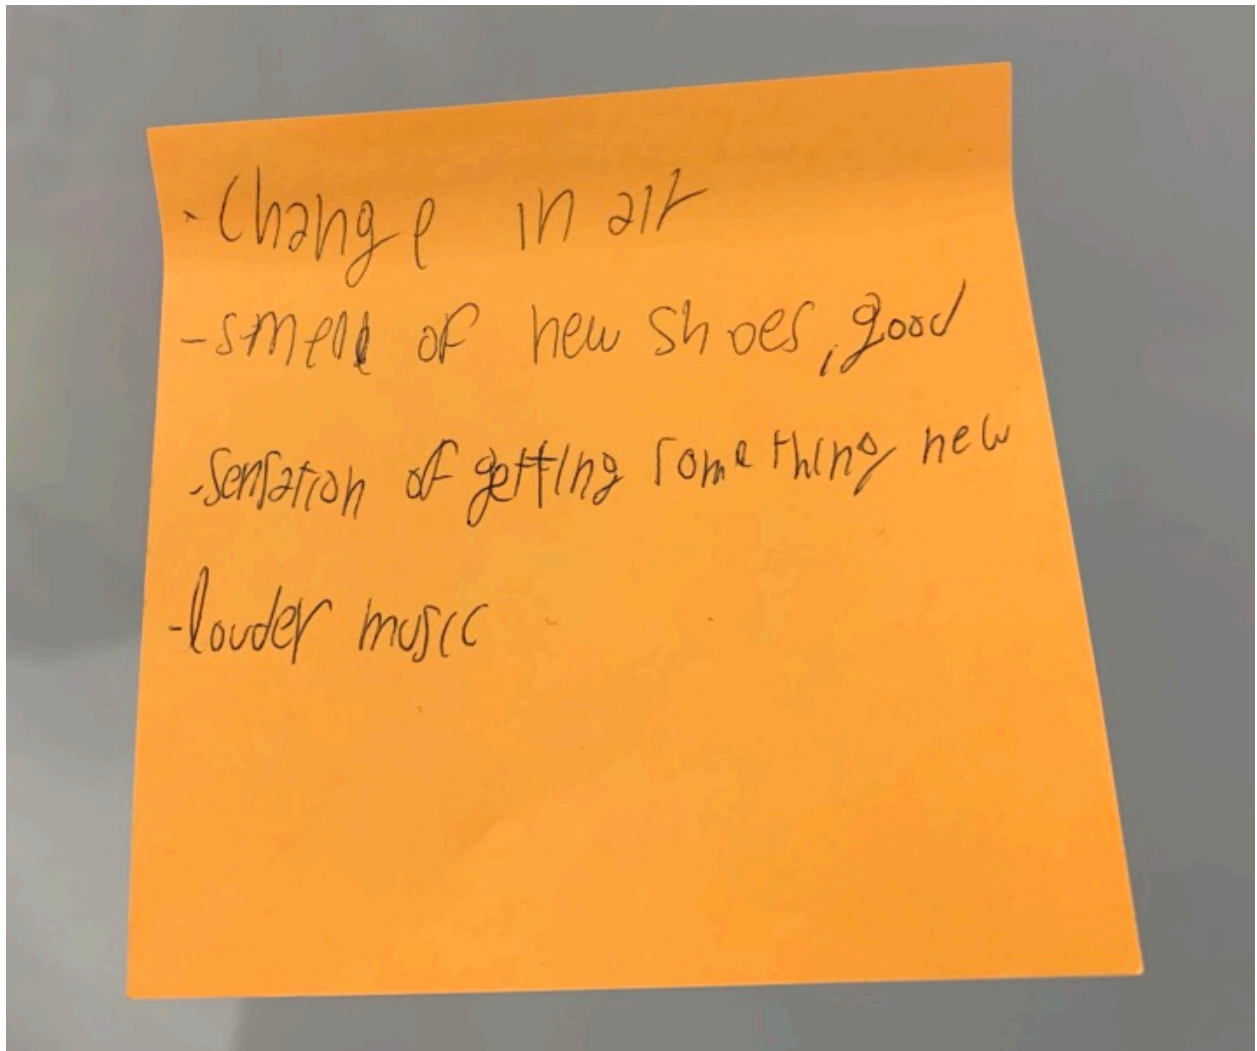 - Change in air
- smell of new shoes, good
- sensation of getting something new
- louder music